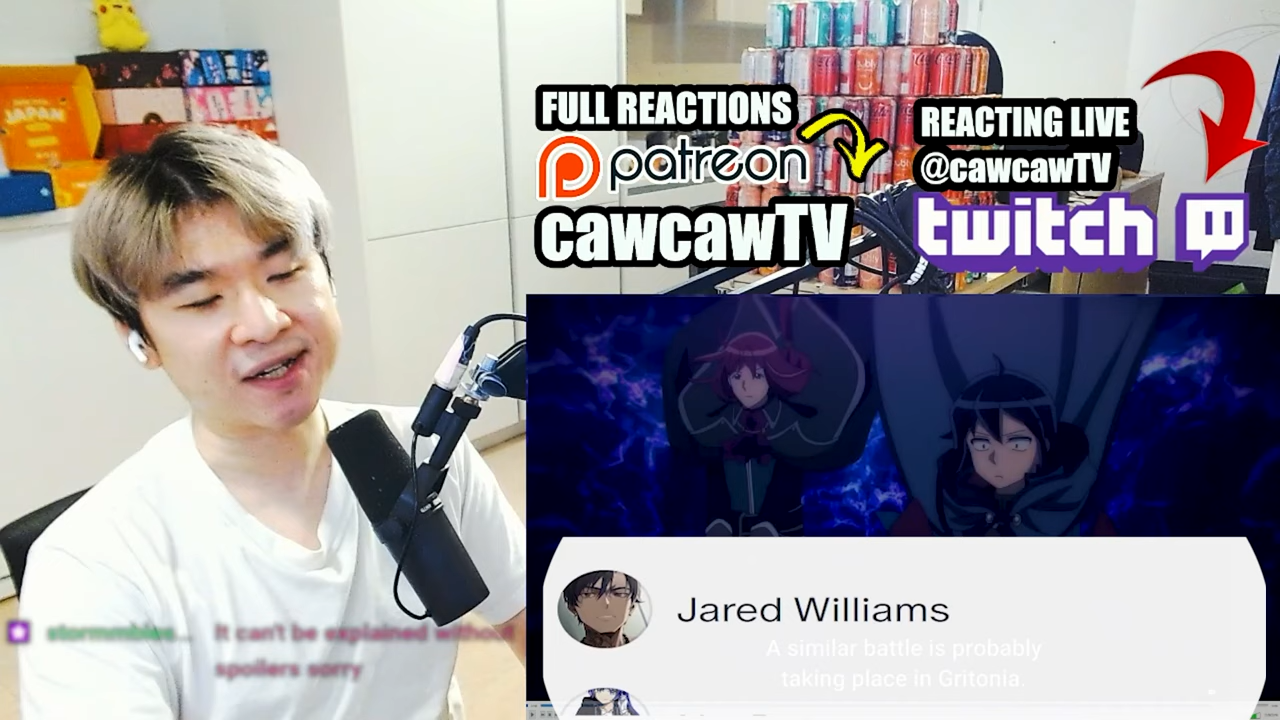 JAPAN
FULL REACTIONS
patreon
cawcawTV
REACTING LIVE
@cawcawTV
twitch
Jared Williams
A similar battle is probably
taking place in Gritonia.
It can't be explained without
spoilers sorry